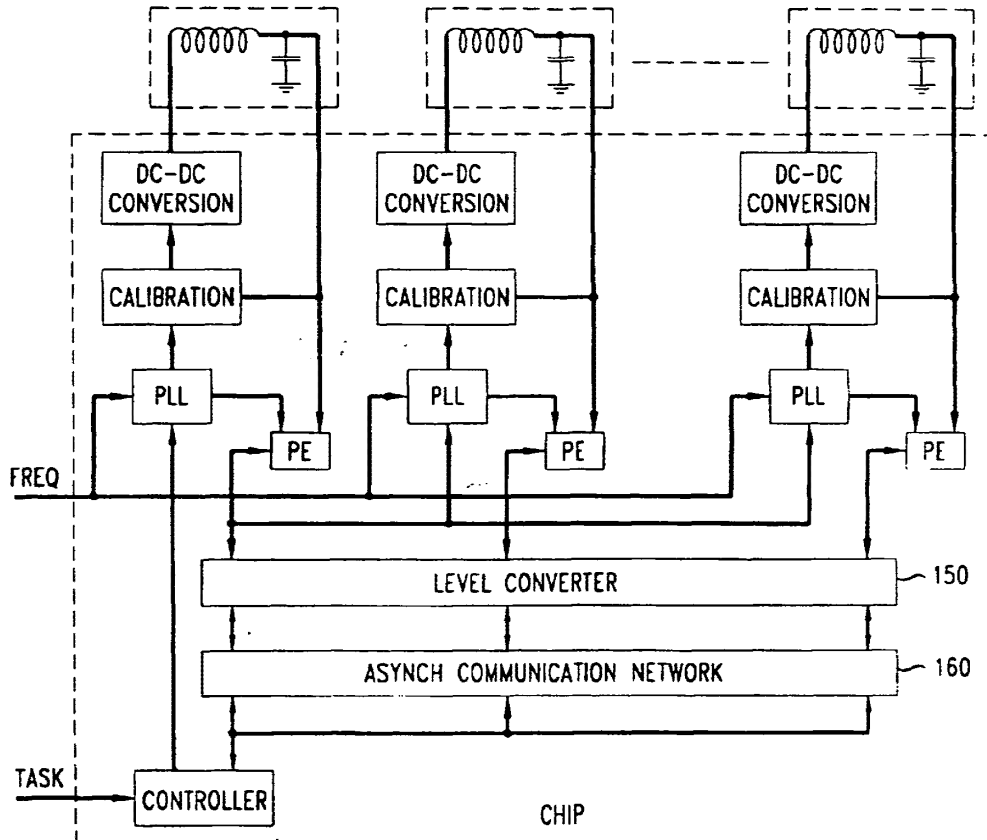 DC-DC
CONVERSION
DC-DC
CONVERSION
DC-DC
CONVERSION
CALIBRATION
CALIBRATION
CALIBRATION
PLL
PLL
PLL
PE
PE
PE
FREQ
LEVEL CONVERTER
150
ASYNCH COMMUNICATION NETWORK
160
TASK
CONTROLLER
CHIP